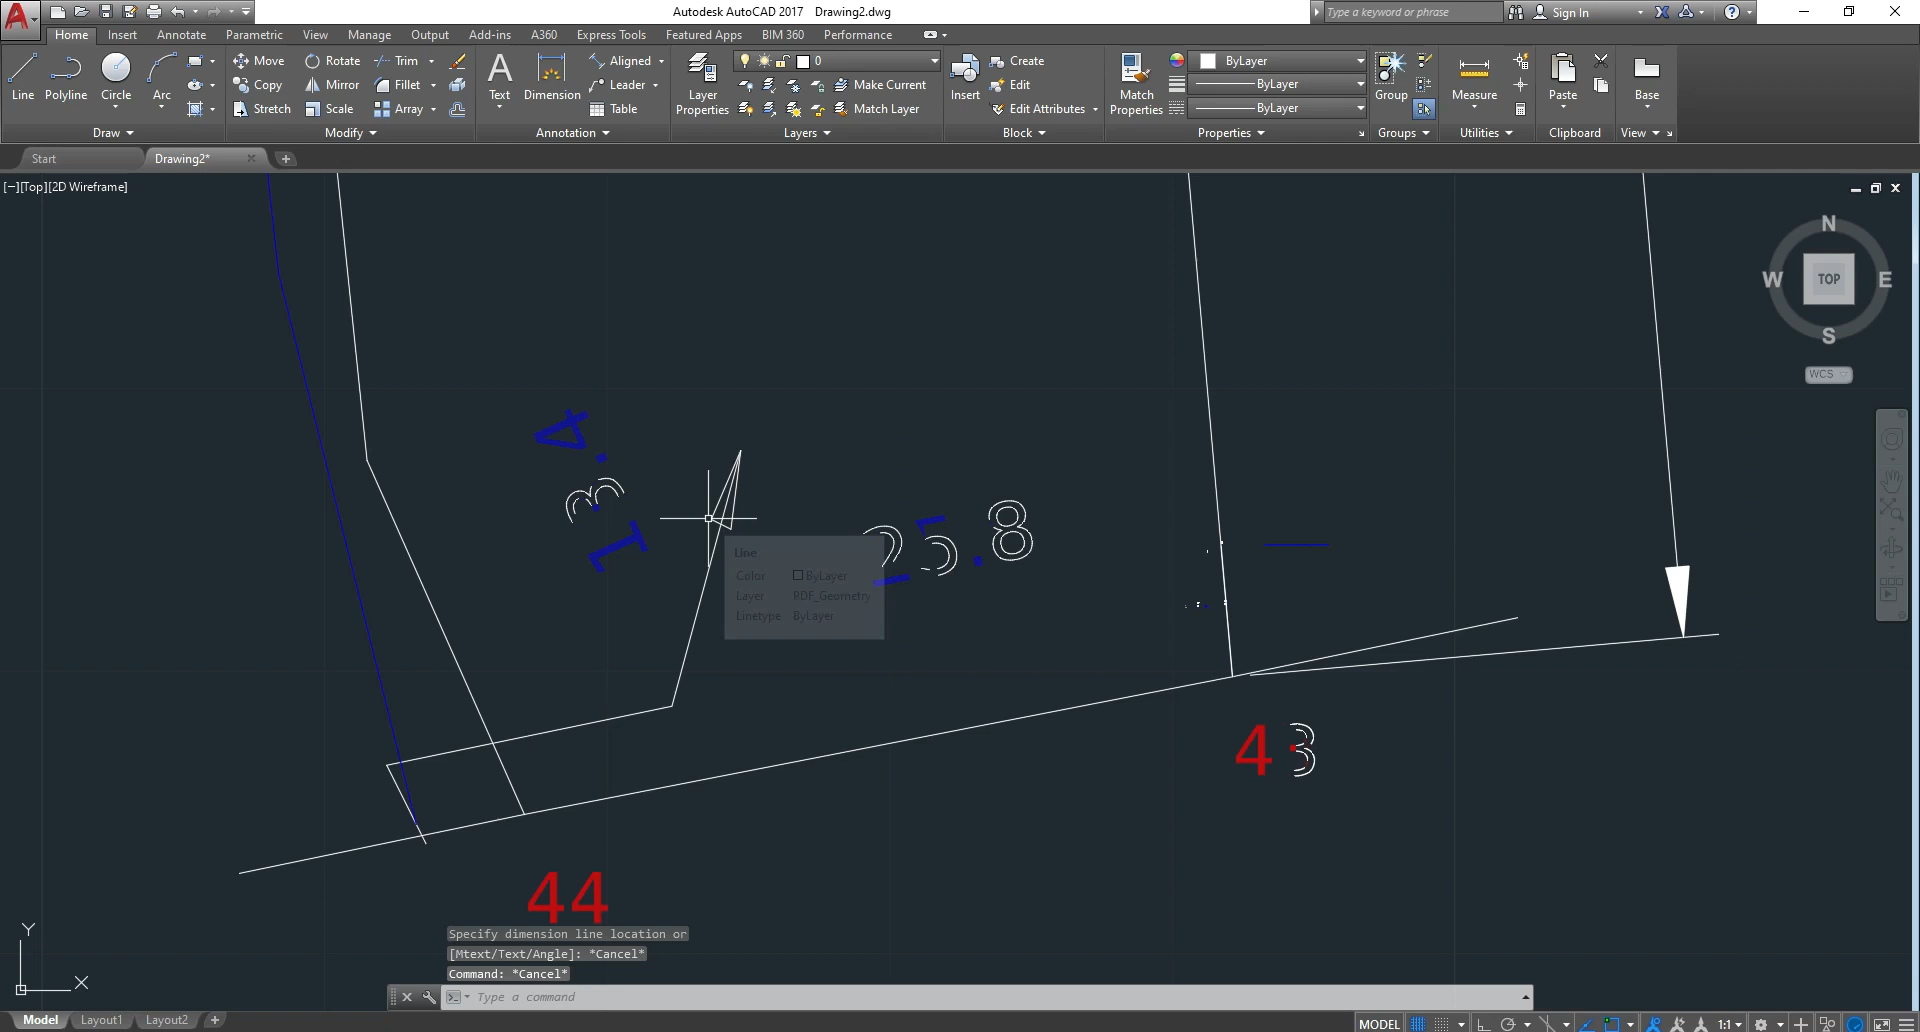 Autodesk AutoCAD 2017 Drawing2.dwg
Type a keyword or phrase
Sign In
Home Insert Annotate Parametric View Manage Output Add-ins A360 Express Tools Featured Apps BIM 360 Performance
Line Polyline Circle Arc
Move Rotate Trim
Copy Mirror Fillet
Stretch Scale Array
Text Dimension
Aligned
Leader
Table
Layer Properties
0
Make Current
Match Layer
Insert
Create
Edit
Edit Attributes
Match Properties
ByLayer
ByLayer
ByLayer
Group
Measure
Paste
Base
Draw Modify Annotation Layers Block Properties Groups Utilities Clipboard View
Start Drawing2*
[−][Top][2D Wireframe]
N
W TOP E
S
WCS
4.31
25.8
Line
Color ByLayer
Layer RDF_Geometry
Linetype ByLayer
43
44
Y
X
Specify dimension line location or
[Mtext/Text/Angle]: *Cancel*
Command: *Cancel*
Type a command
Model Layout1 Layout2
MODEL 1:1